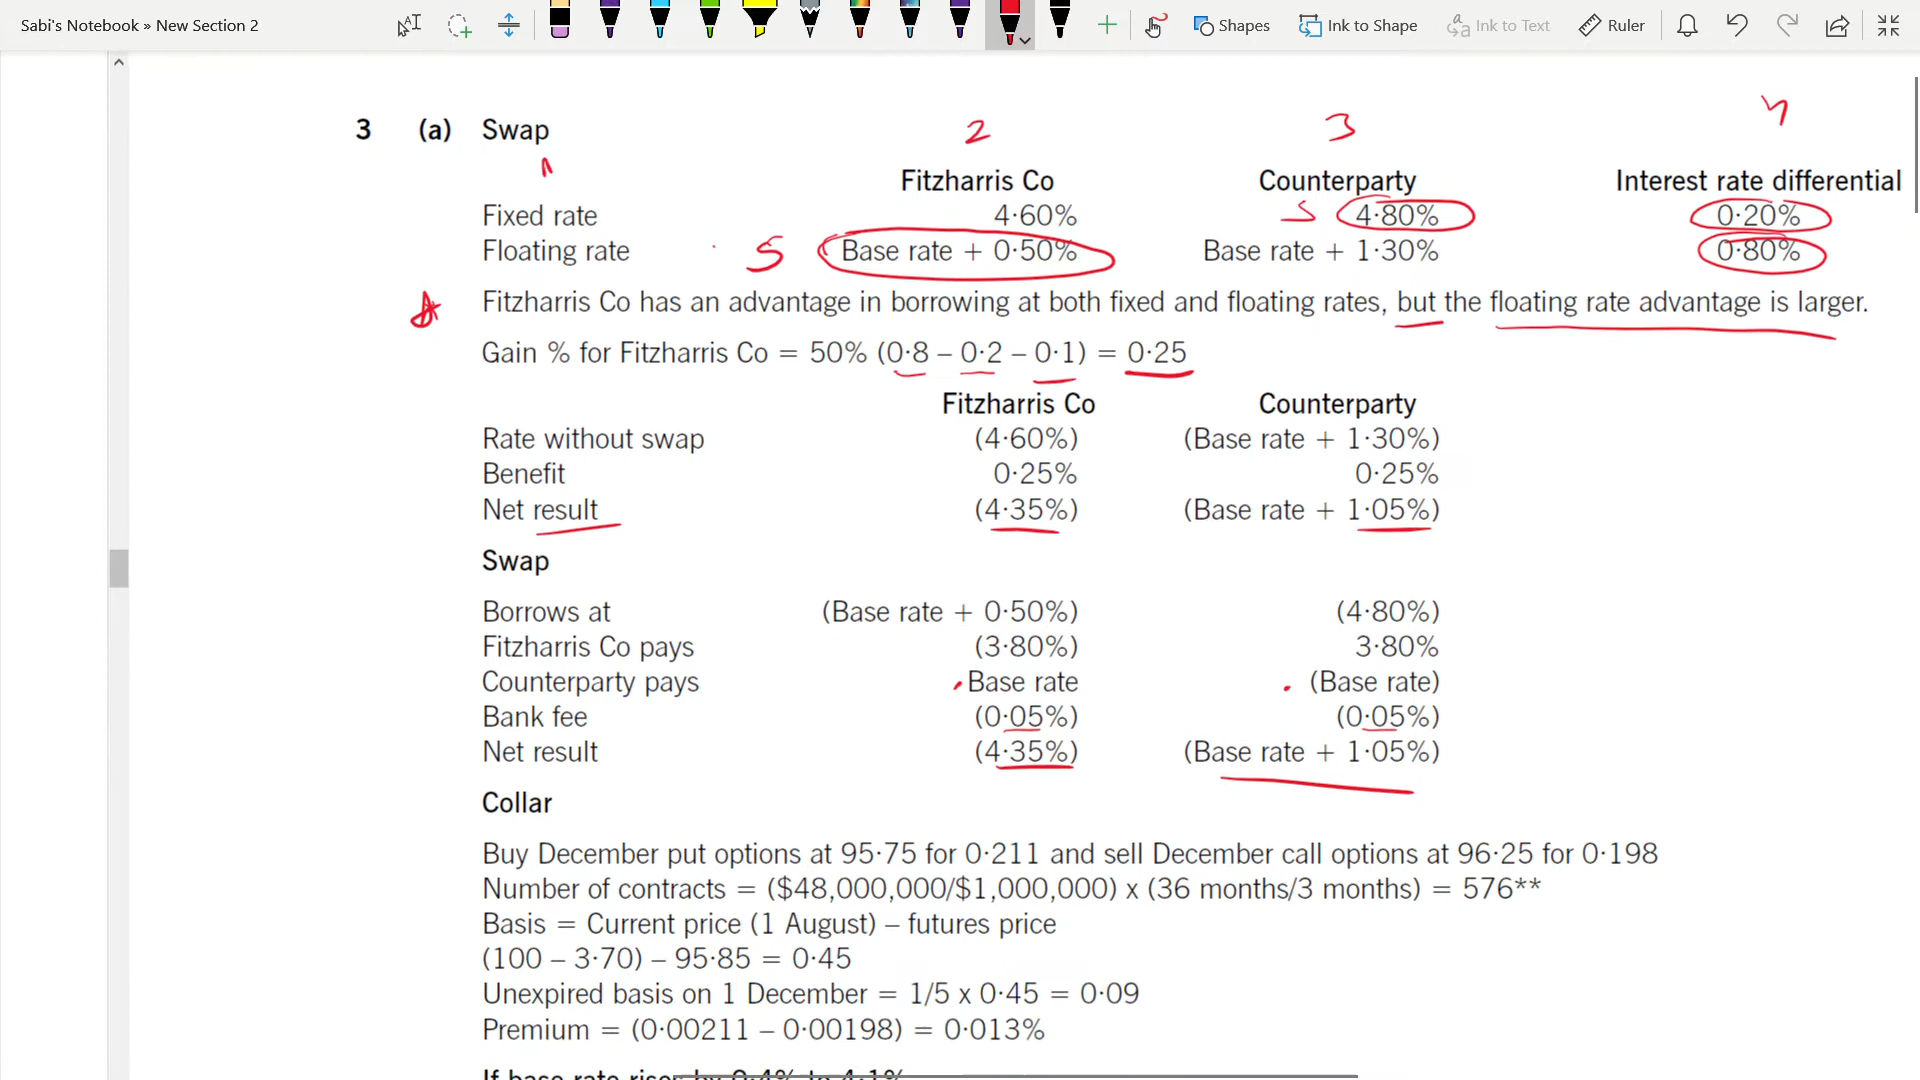 Sabi's Notebook » New Section 2
Shapes
Ink to Shape
Ink to Text
Ruler
3 (a) Swap 2 3 4
Fitzharris Co Counterparty Interest rate differential
Fixed rate 4·60% S 4·80% 0·20%
Floating rate S Base rate + 0·50% Base rate + 1·30% 0·80%
Fitzharris Co has an advantage in borrowing at both fixed and floating rates, but the floating rate advantage is larger.
Gain % for Fitzharris Co = 50% (0·8 – 0·2 – 0·1) = 0·25
Fitzharris Co Counterparty
Rate without swap (4·60%) (Base rate + 1·30%)
Benefit 0·25% 0·25%
Net result (4·35%) (Base rate + 1·05%)
Swap
Borrows at (Base rate + 0·50%) (4·80%)
Fitzharris Co pays (3·80%) 3·80%
Counterparty pays Base rate (Base rate)
Bank fee (0·05%) (0·05%)
Net result (4·35%) (Base rate + 1·05%)
Collar
Buy December put options at 95·75 for 0·211 and sell December call options at 96·25 for 0·198
Number of contracts = ($48,000,000/$1,000,000) x (36 months/3 months) = 576**
Basis = Current price (1 August) – futures price
(100 – 3·70) – 95·85 = 0·45
Unexpired basis on 1 December = 1/5 x 0·45 = 0·09
Premium = (0·00211 – 0·00198) = 0·013%
If base rate rises by 0·4% to 4·1%